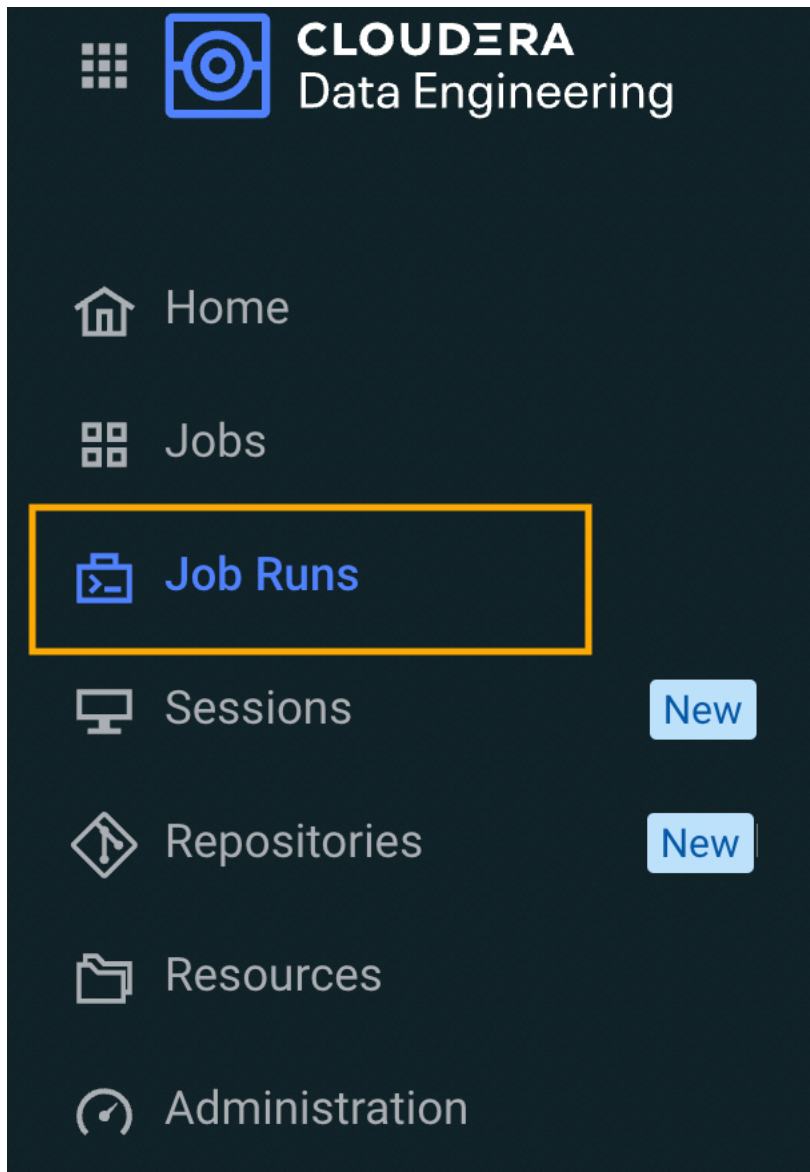 CLOUDERA
Data Engineering
Home
Jobs
Job Runs
Sessions New
Repositories New
Resources
Administration